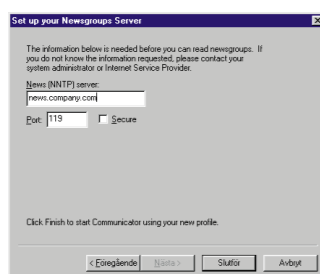 Set up your Newsgroups Server
The information below is needed before you can read newsgroups. If
you do not know the information requested, please contact your
system administrator or Internet Service Provider.
News (NNTP) server:
news.company.com
Port: 119 Secure
Click Finish to start Communicator using your new profile.
< Föregående Nästa > Slutför Avbryt